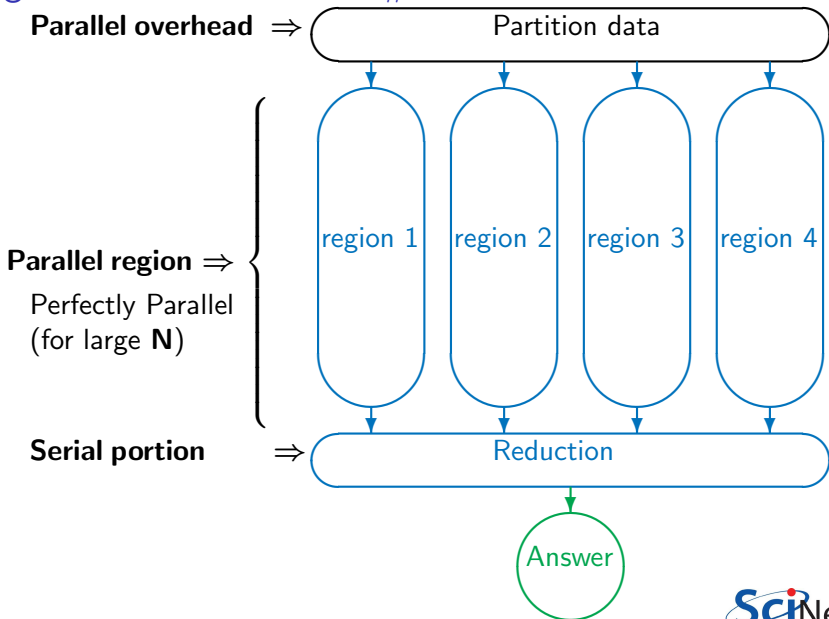 Parallel overhead ⇒ Partition data
region 1 region 2 region 3 region 4
Parallel region ⇒
Perfectly Parallel
(for large N)
Serial portion ⇒ Reduction
Answer